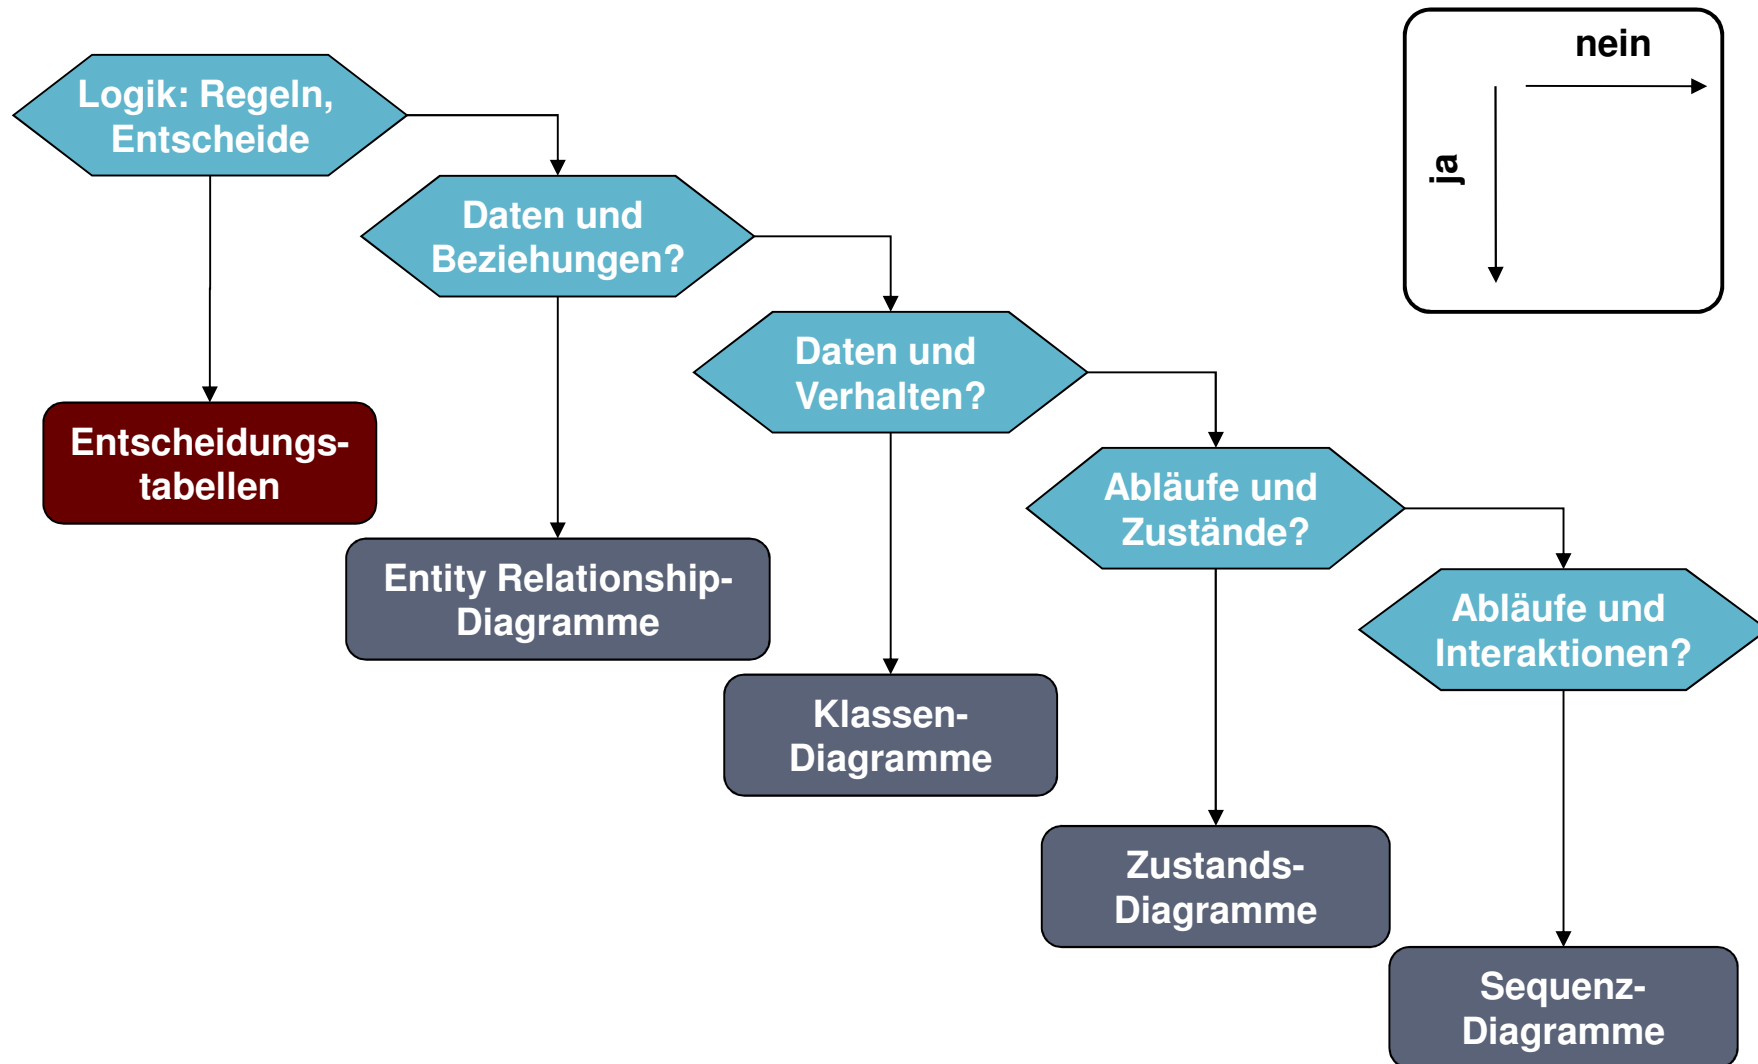 nein
ja
Logik: Regeln,
Entscheide
Daten und
Beziehungen?
Daten und
Verhalten?
Entscheidungs-
tabellen
Abläufe und
Zustände?
Entity Relationship-
Diagramme
Abläufe und
Interaktionen?
Klassen-
Diagramme
Zustands-
Diagramme
Sequenz-
Diagramme